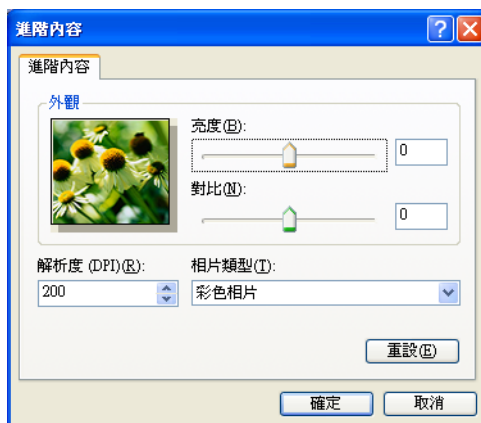 進階內容
進階內容
外觀
亮度(B):
0
對比(N):
0
解析度 (DPI)(R):
相片類型(T):
200
彩色相片
重設(E)
確定
取消